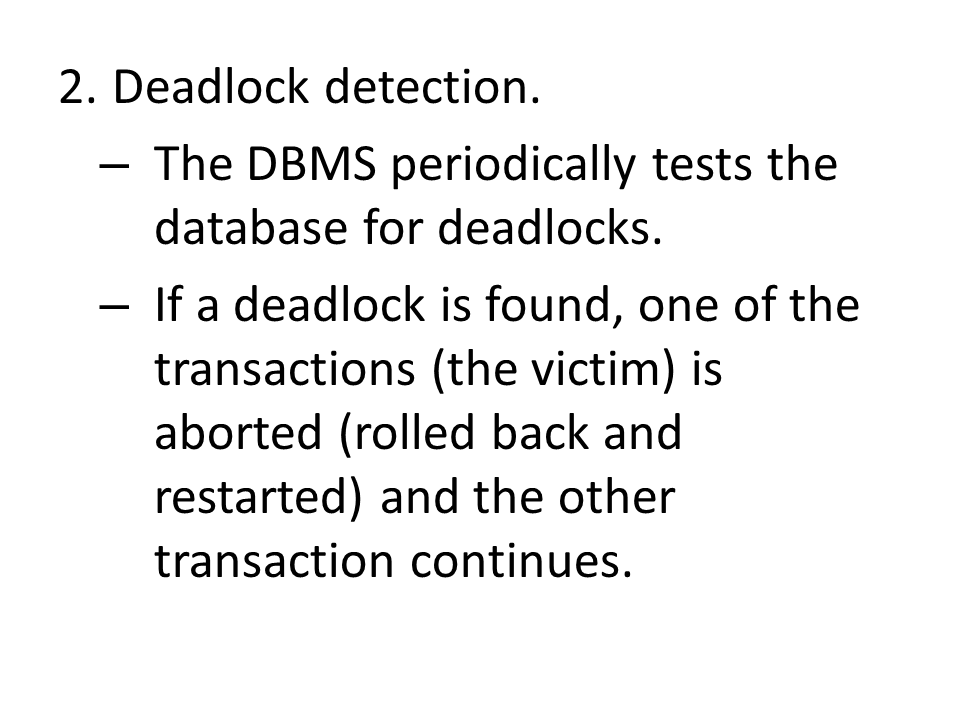 2. Deadlock detection.
– The DBMS periodically tests the
database for deadlocks.
– If a deadlock is found, one of the
transactions (the victim) is
aborted (rolled back and
restarted) and the other
transaction continues.